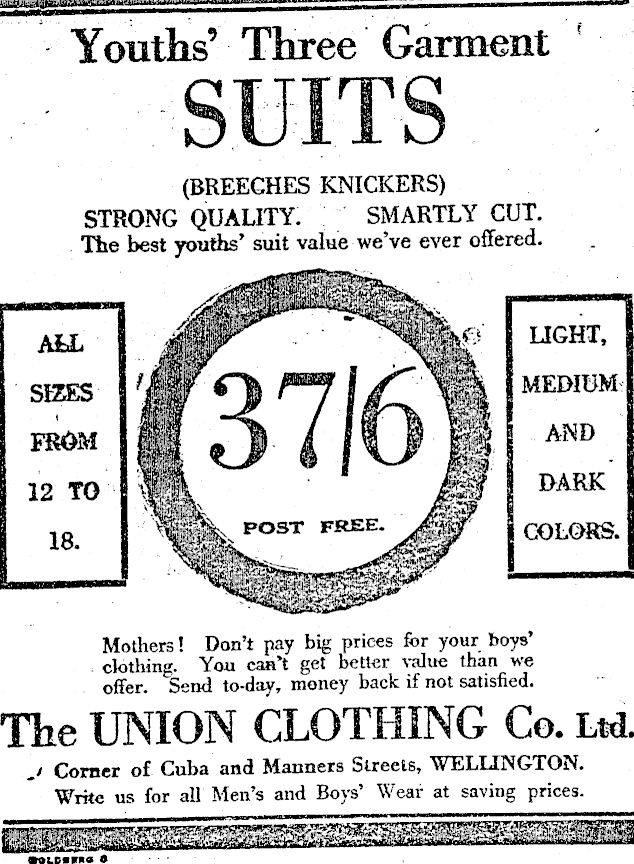 Youths' Three Garment
SUITS
(BREECHES KNICKERS)
STRONG QUALITY. SMARTLY CUT.
The best youths' suit value we've ever offered.
ALL
SIZES
FROM
12 TO
18.
37/6
POST FREE.
LIGHT,
MEDIUM
AND
DARK
COLORS.
Mothers! Don't pay big prices for your boys'
clothing. You can't get better value than we
offer. Send to-day, money back if not satisfied.
The UNION CLOTHING Co. Ltd.
Corner of Cuba and Manners Streets, WELLINGTON.
Write us for all Men's and Boys' Wear at saving prices.
GOLDBERG 8